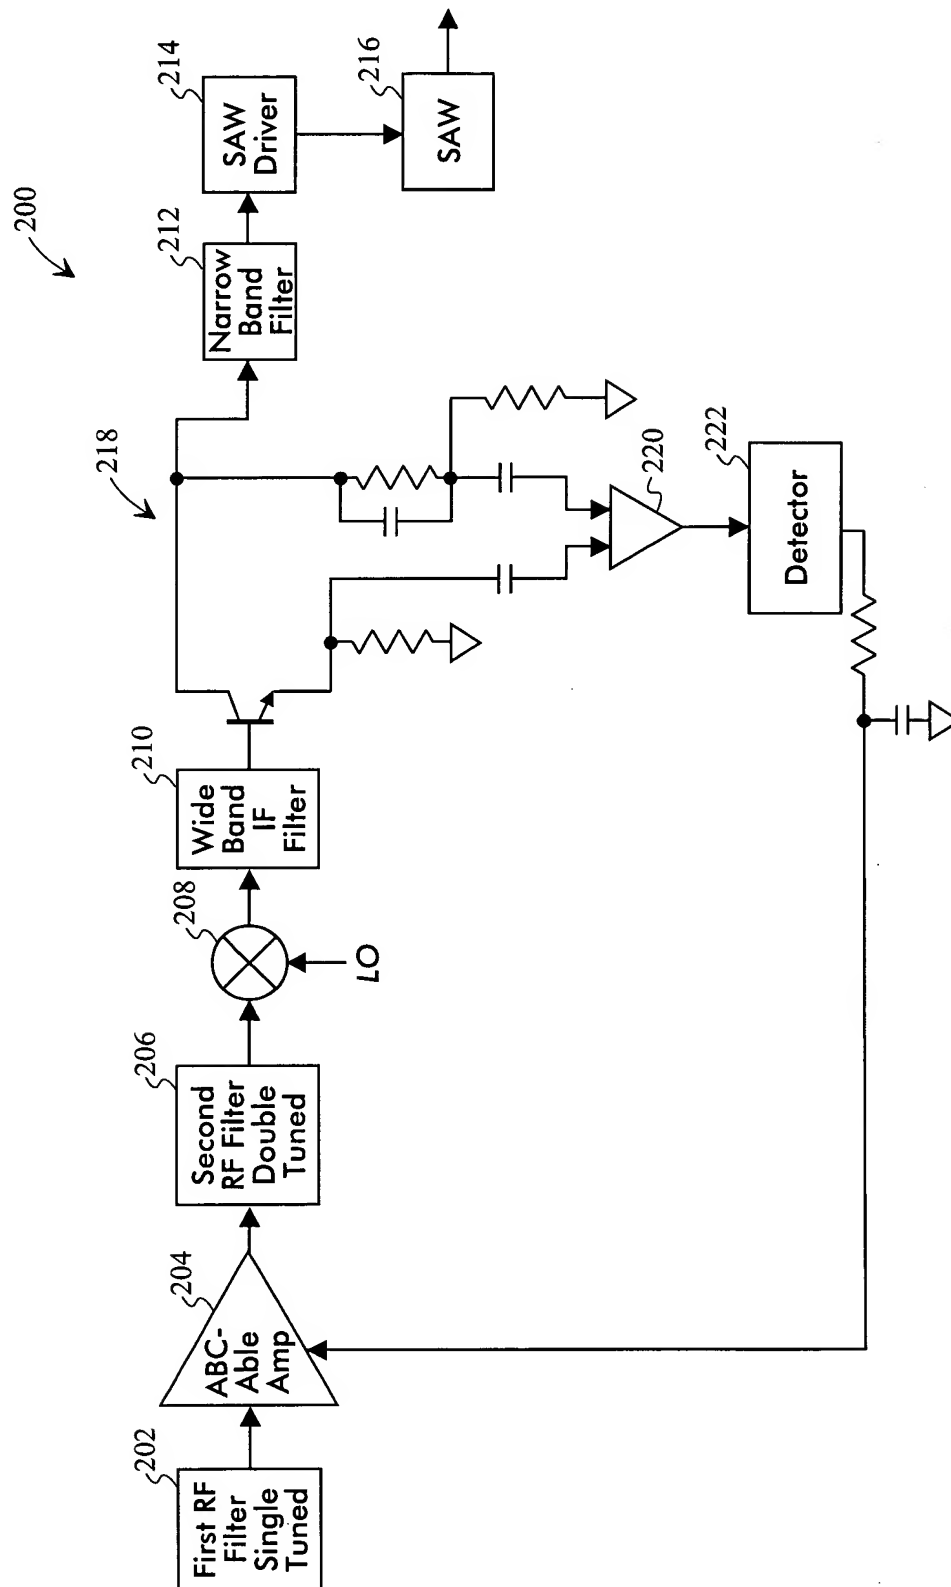 200
202
First RF
Filter
Single
Tuned
204
ABC-
Able
Amp
206
Second
RF Filter
Double
Tuned
208
LO
210
Wide
Band
IF
Filter
218
212
Narrow
Band
Filter
214
SAW
Driver
216
SAW
220
222
Detector